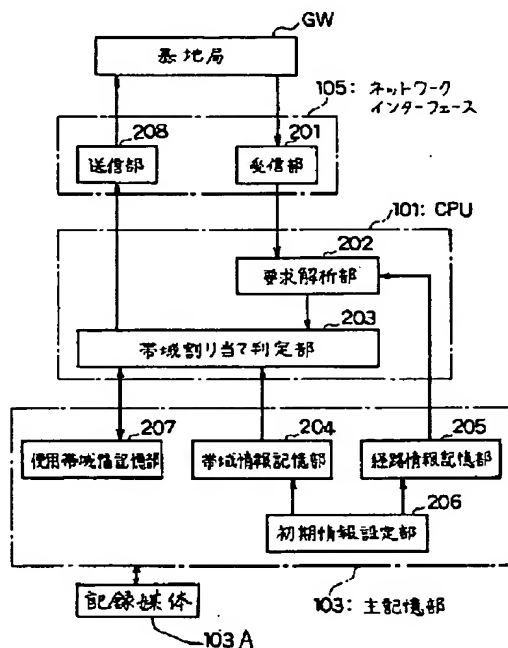 GW
基地局
105: ネットワーク
インターフェース
208
201
送信部
受信部
101: CPU
202
要求解析部
203
帯域割り当て判定部
207
204
205
使用帯域幅記憶部
帯域情報記憶部
経路情報記憶部
206
初期情報設定部
記録媒体
103: 主記憶部
103A